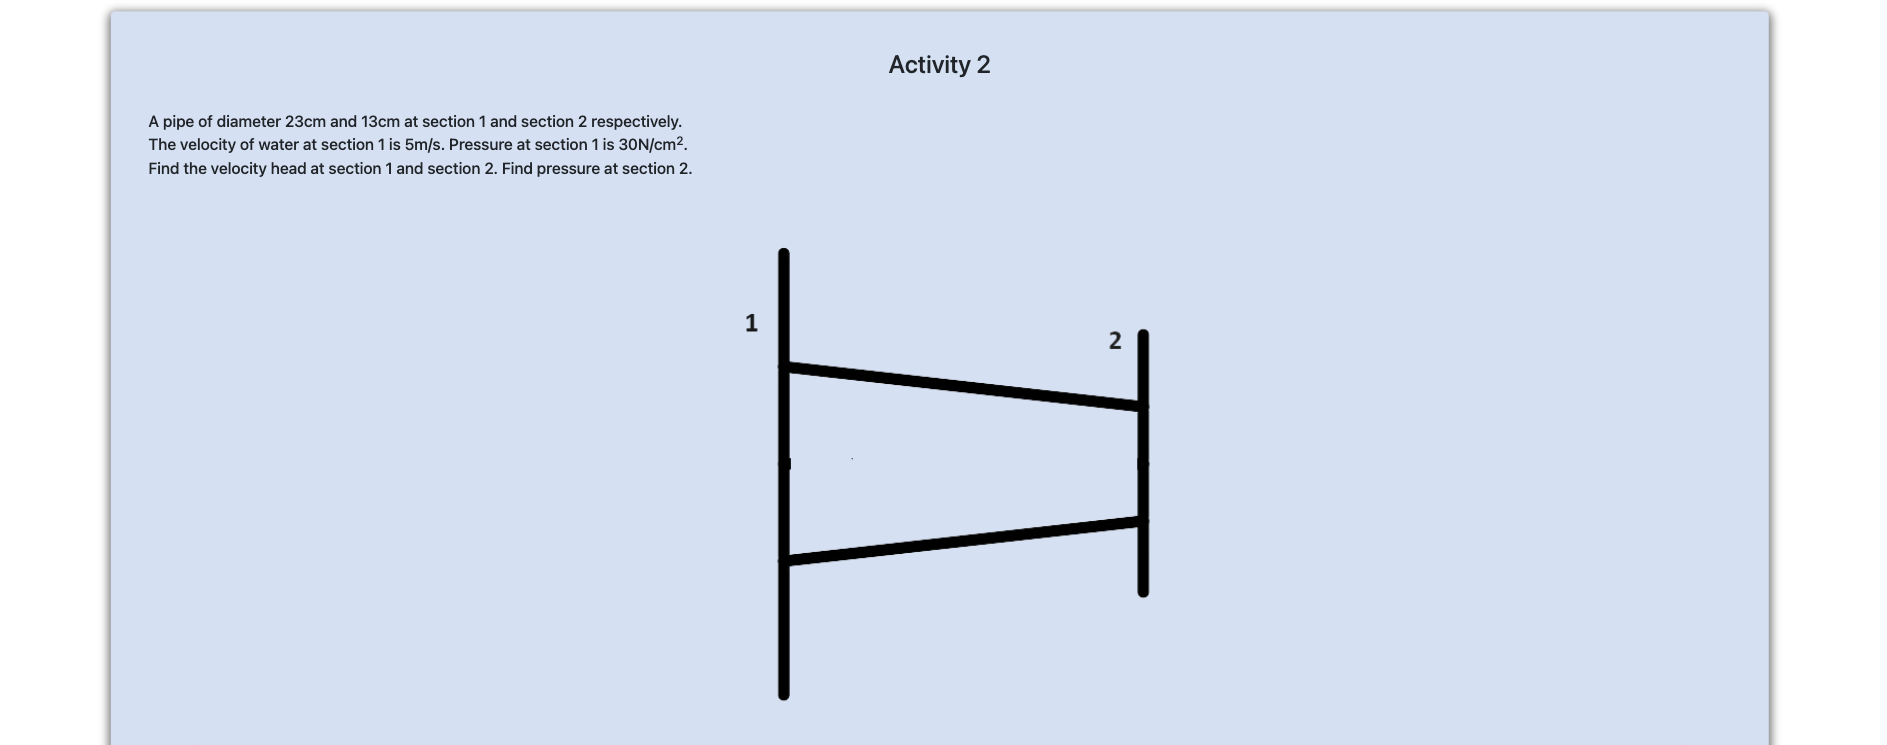 Activity 2
A pipe of diameter 23cm and 13cm at section 1 and section 2 respectively.
The velocity of water at section 1 is 5m/s. Pressure at section 1 is 30N/cm².
Find the velocity head at section 1 and section 2. Find pressure at section 2.
1
2